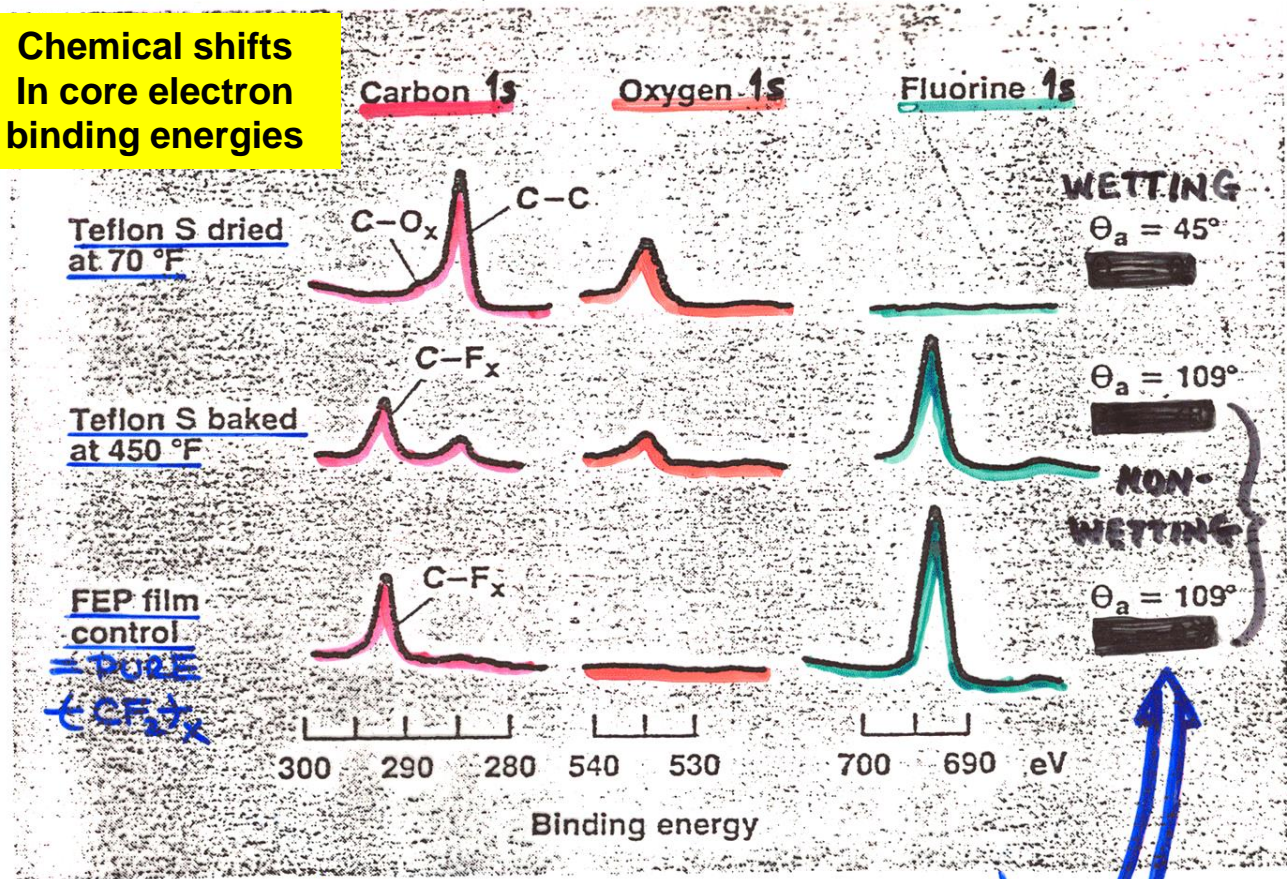 Chemical shifts
In core electron
binding energies
Carbon 1s
Oxygen 1s
Fluorine 1s
Teflon S dried
at 70 °F
C–Oₓ
C–C
WETTING
Θₐ = 45°
Teflon S baked
at 450 °F
C–Fₓ
Θₐ = 109°
NON-
WETTING
FEP film
control
= PURE
(CF₂)ₓ
C–Fₓ
Θₐ = 109°
300 290 280 540 530 700 690 eV
Binding energy